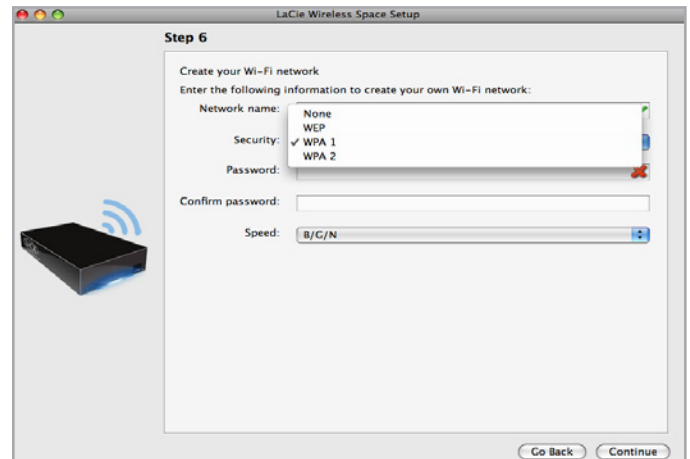 LaCie Wireless Space Setup
Step 6
Create your Wi-Fi network
Enter the following information to create your own Wi-Fi network:
Network name:
None
WEP
Security: ✓ WPA 1
WPA 2
Password:
Confirm password:
Speed: B/G/N
Go Back Continue